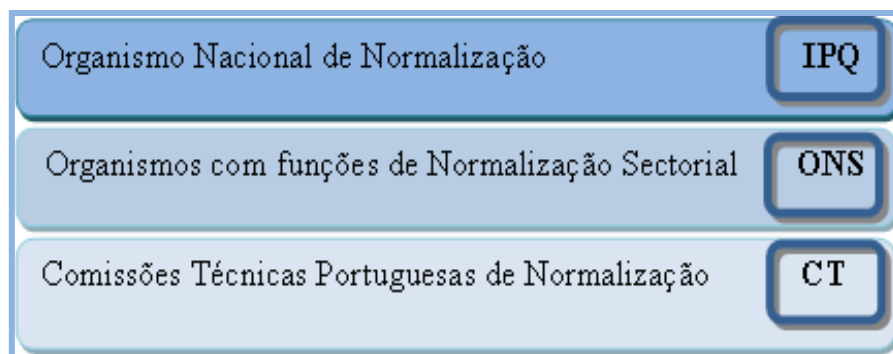 Organismo Nacional de Normalização IPQ
Organismos com funções de Normalização Sectorial ONS
Comissões Técnicas Portuguesas de Normalização CT